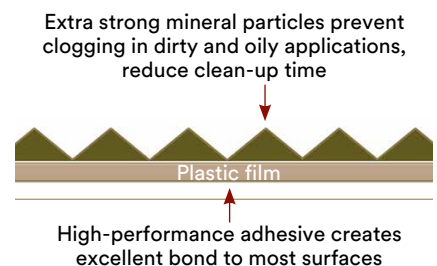 Extra strong mineral particles prevent
clogging in dirty and oily applications,
reduce clean-up time
Plastic film
High-performance adhesive creates
excellent bond to most surfaces